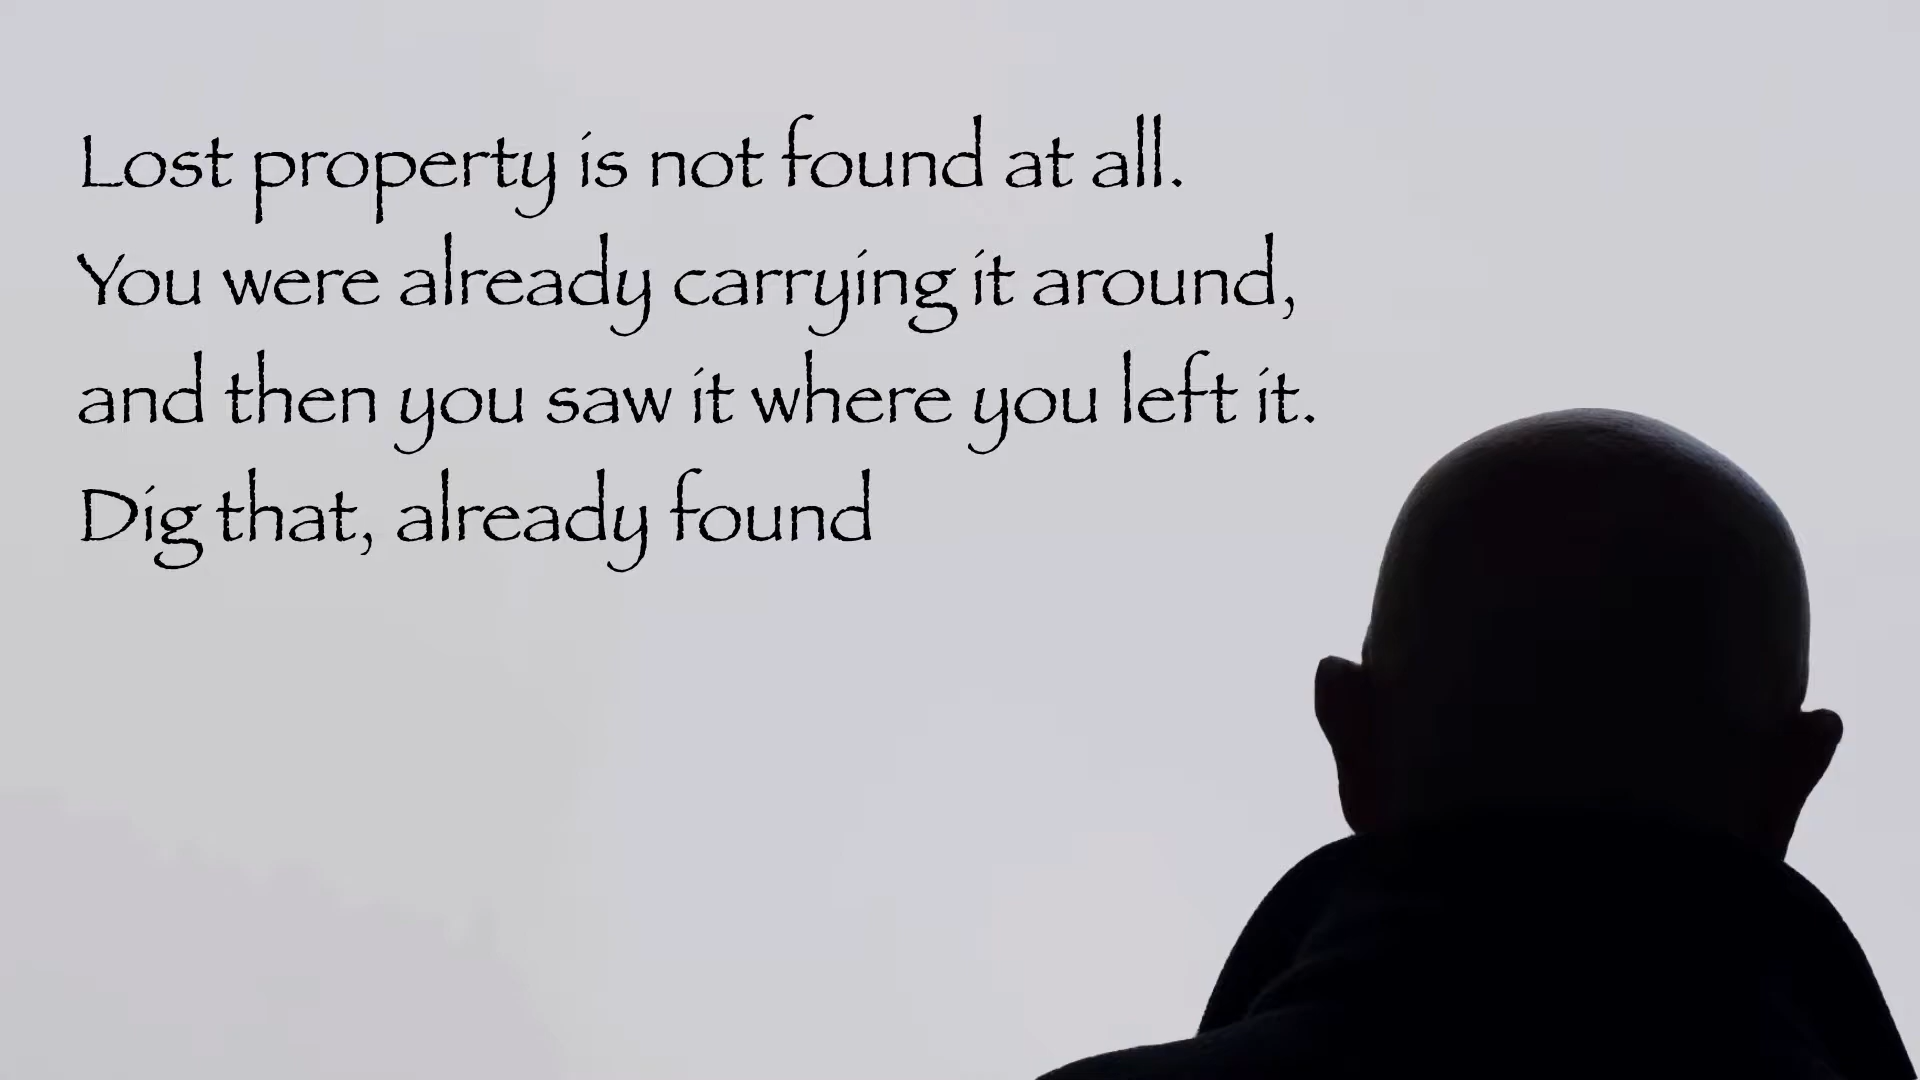 Lost property is not found at all.
You were already carrying it around,
and then you saw it where you left it.
Dig that, already found